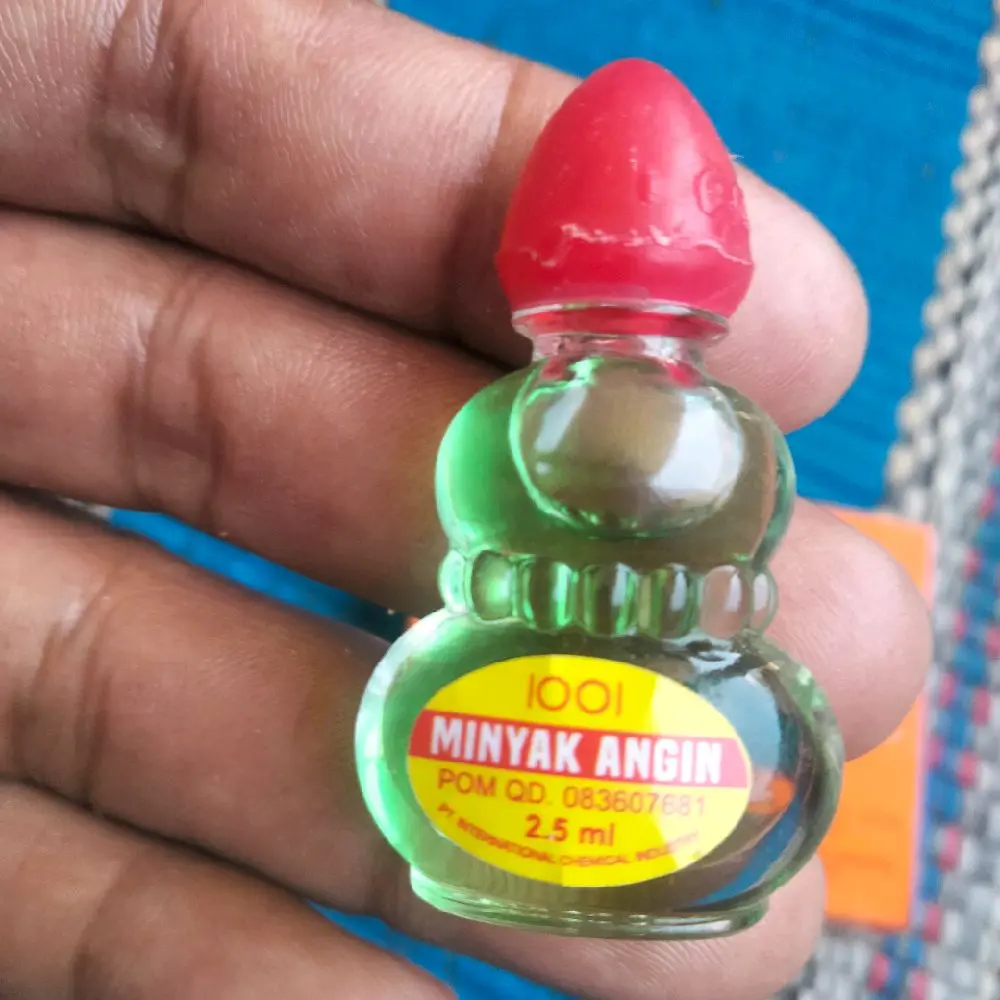 1001
MINYAK ANGIN
POM QD. 083607681
2.5 ml
PT INTERNATIONAL CHEMICAL INDUSTRY